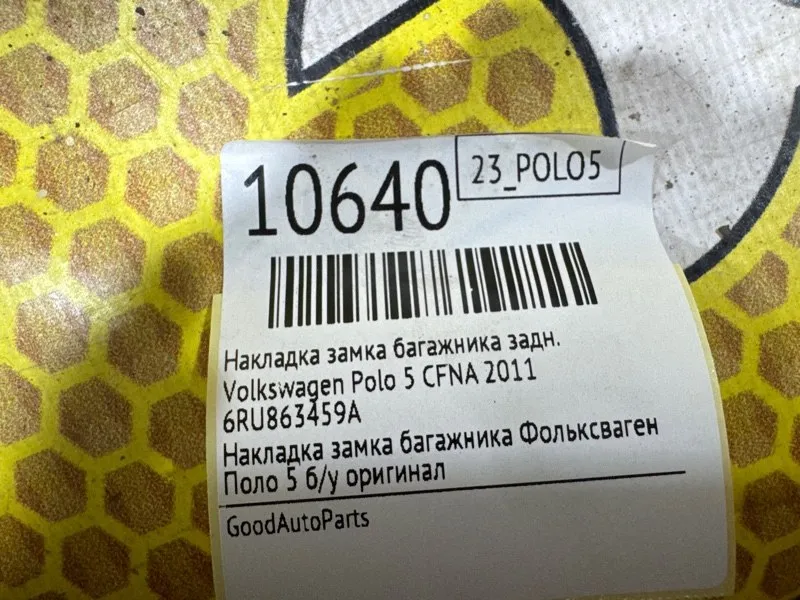 10640
23_POLO5
Накладка замка багажника задн.
Volkswagen Polo 5 CFNA 2011
6RU863459A
Накладка замка багажника Фольксваген
Поло 5 б/у оригинал
GoodAutoParts